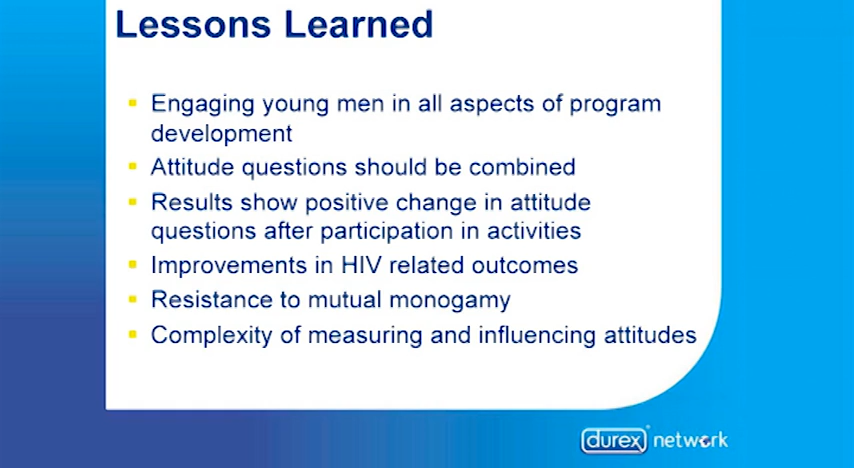 Lessons Learned
Engaging young men in all aspects of program
development
Attitude questions should be combined
Results show positive change in attitude
questions after participation in activities
Improvements in HIV related outcomes
Resistance to mutual monogamy
Complexity of measuring and influencing attitudes
durex® network